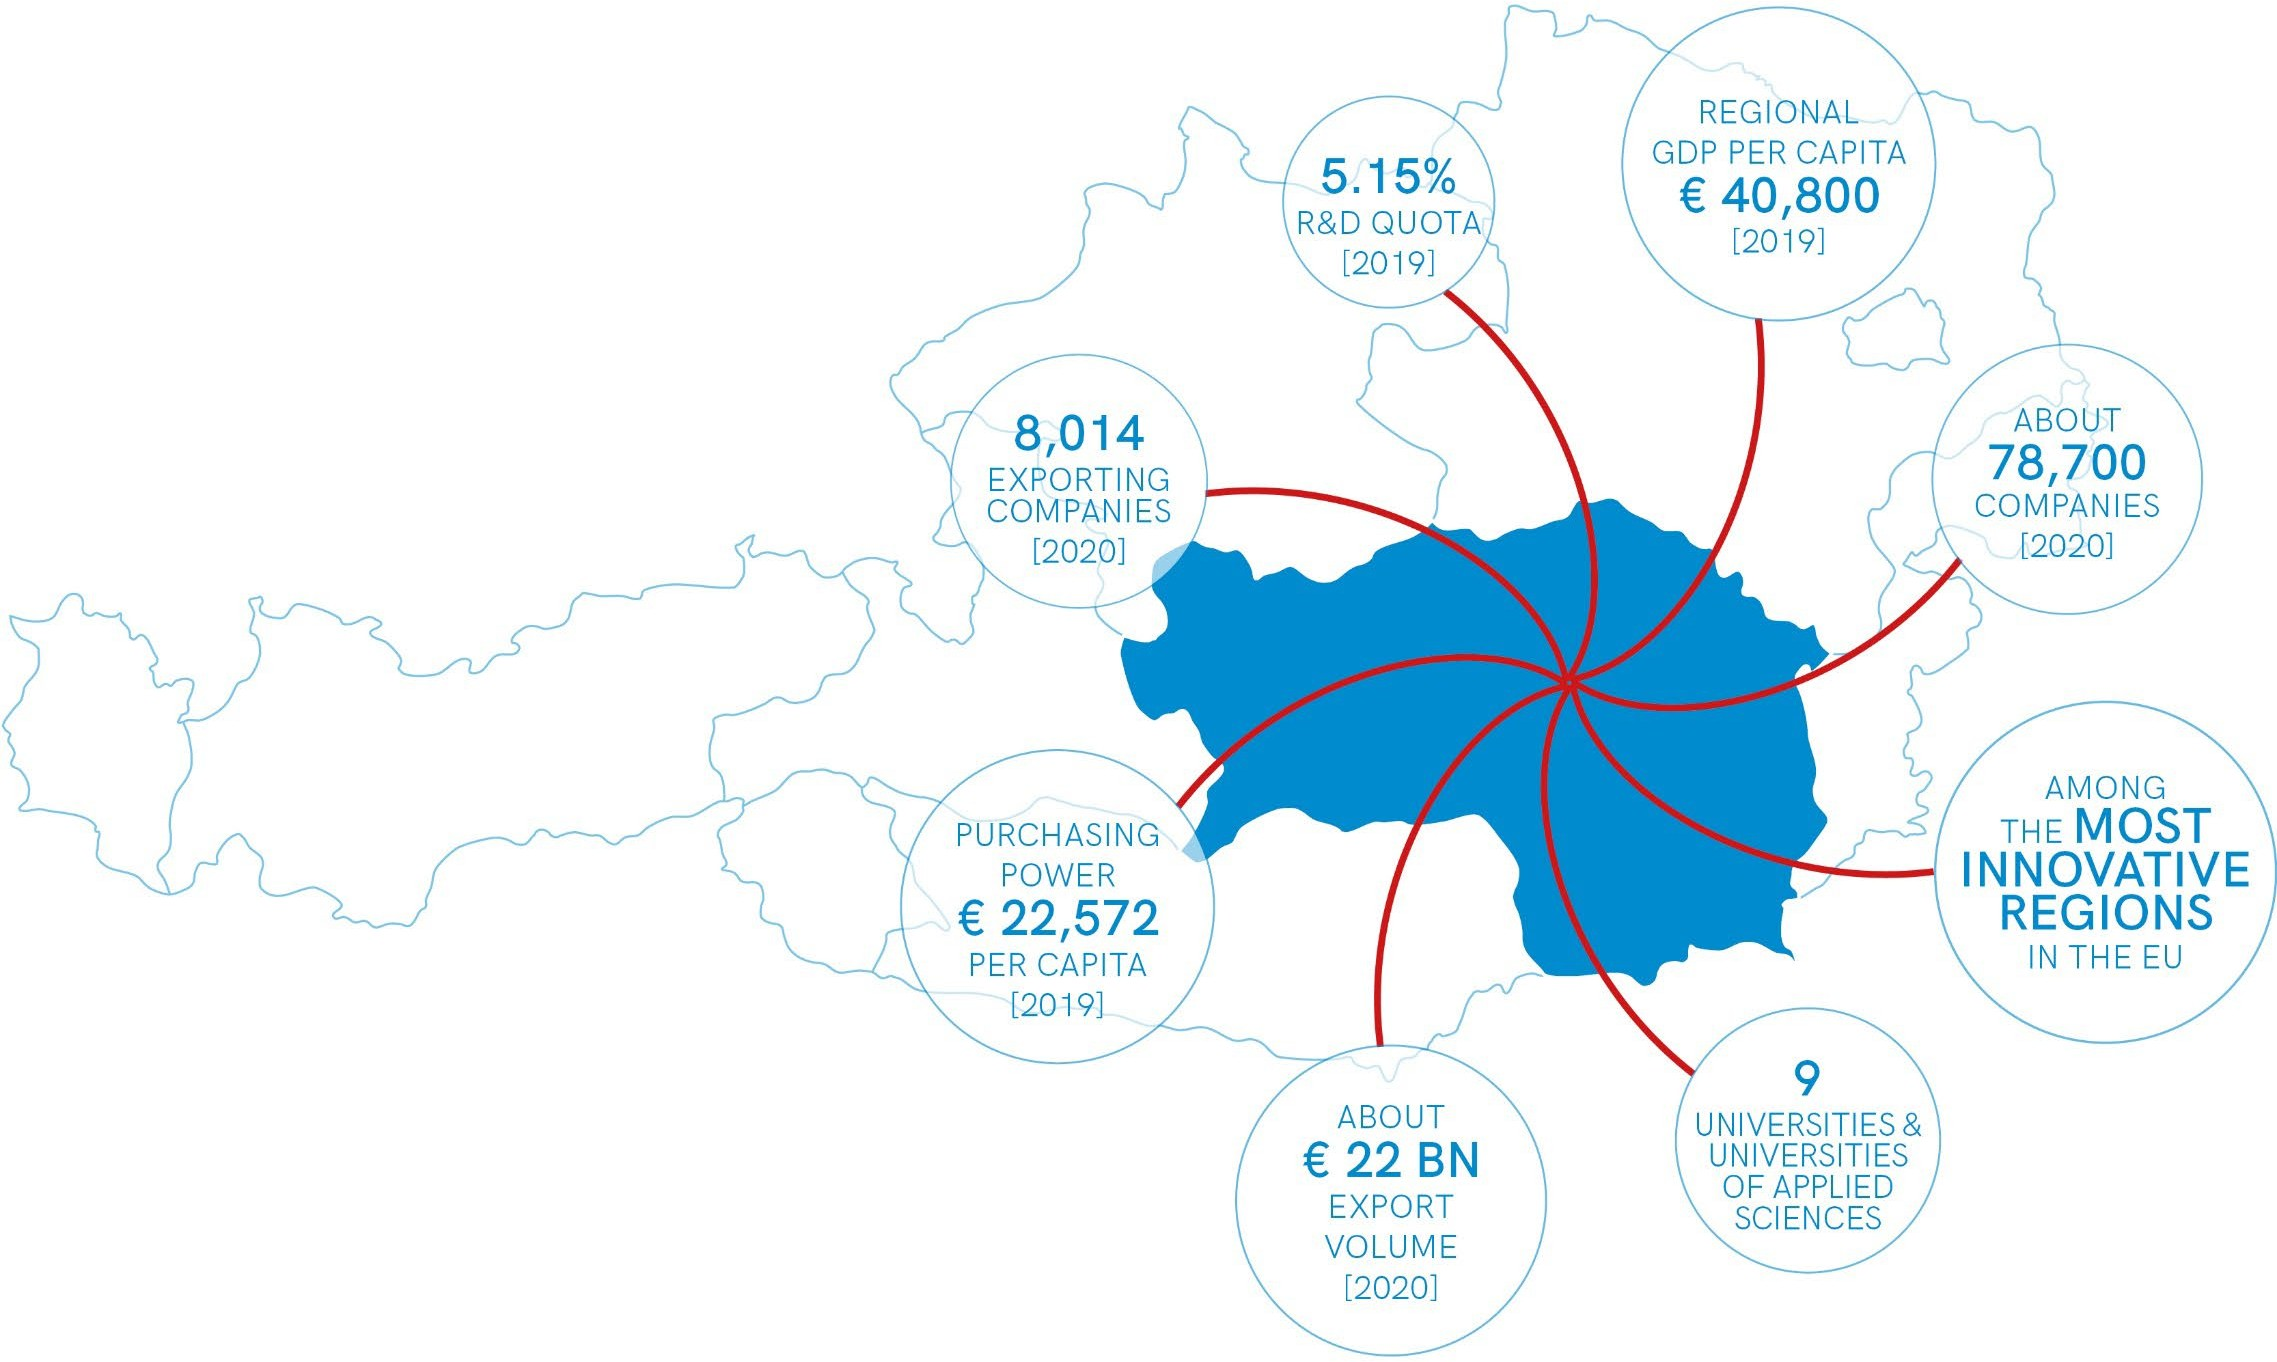 REGIONAL
GDP PER CAPITA
€ 40,800
[2019]
5.15%
R&D QUOTA
[2019]
8,014
EXPORTING
COMPANIES
[2020]
ABOUT
78,700
COMPANIES
[2020]
AMONG
THE MOST
INNOVATIVE
REGIONS
IN THE EU
PURCHASING
POWER
€ 22,572
PER CAPITA
[2019]
9
UNIVERSITIES &
UNIVERSITIES
OF APPLIED
SCIENCES
ABOUT
€ 22 BN
EXPORT
VOLUME
[2020]